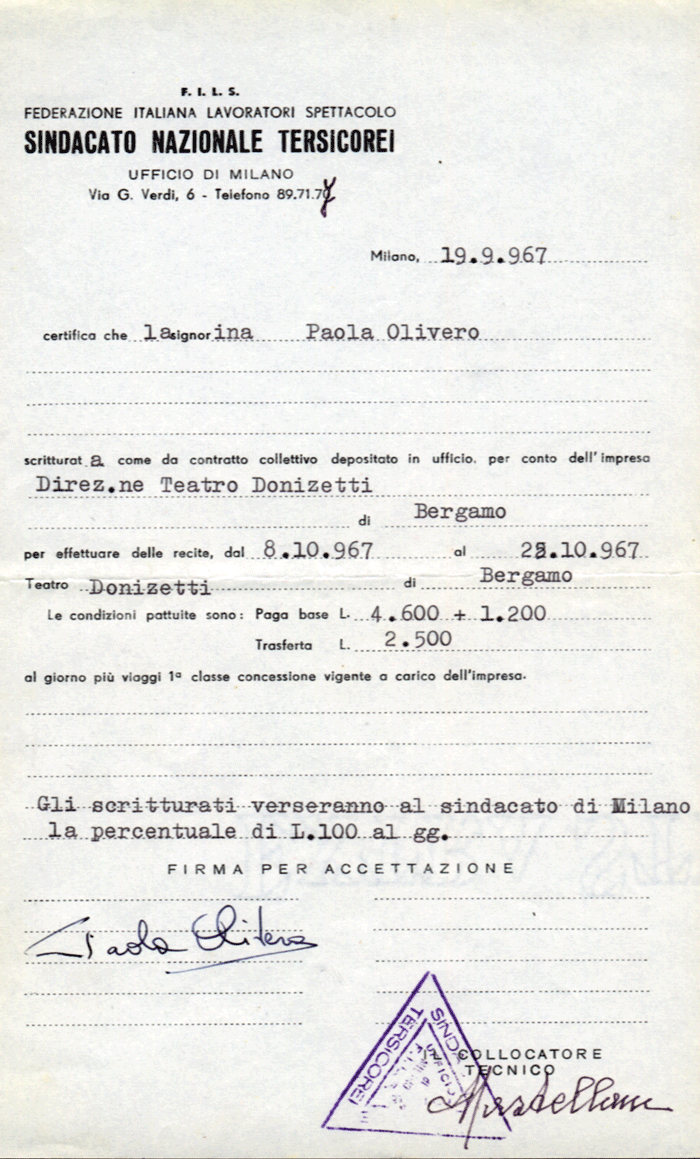 F. I. L. S.
FEDERAZIONE ITALIANA LAVORATORI SPETTACOLO
SINDACATO NAZIONALE TERSICOREI
UFFICIO DI MILANO
Via G. Verdi, 6 - Telefono 89.71.77
Milano, 19.9.967
certifica che la signorina Paola Olivero
scritturata come da contratto collettivo depositato in ufficio. per conto dell'impresa
Direz.ne Teatro Donizetti
di Bergamo
per effettuare delle recite, dal 8.10.967 al 28.10.967
Teatro Donizetti di Bergamo
Le condizioni pattuite sono: Paga base L. 4.600 + 1.200
Trasferta L. 2.500
al giorno più viaggi 1ª classe concessione vigente a carico dell'impresa.
Gli scritturati verseranno al sindacato di Milano
la percentuale di L.100 al gg.
FIRMA PER ACCETTAZIONE
Paola Olivero
TERSICOREI
IL COLLOCATORE
TECNICO